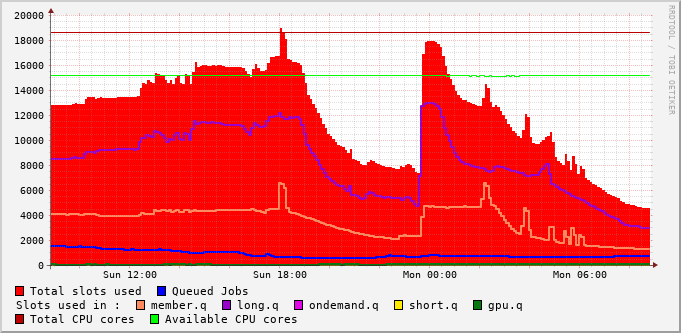 RRDTOOL / TOBI OETIKER
20000
18000
16000
14000
12000
10000
8000
6000
4000
2000
0
Sun 12:00 Sun 18:00 Mon 00:00 Mon 06:00
Total slots used Queued Jobs
Slots used in : member.q long.q ondemand.q short.q gpu.q
Total CPU cores Available CPU cores